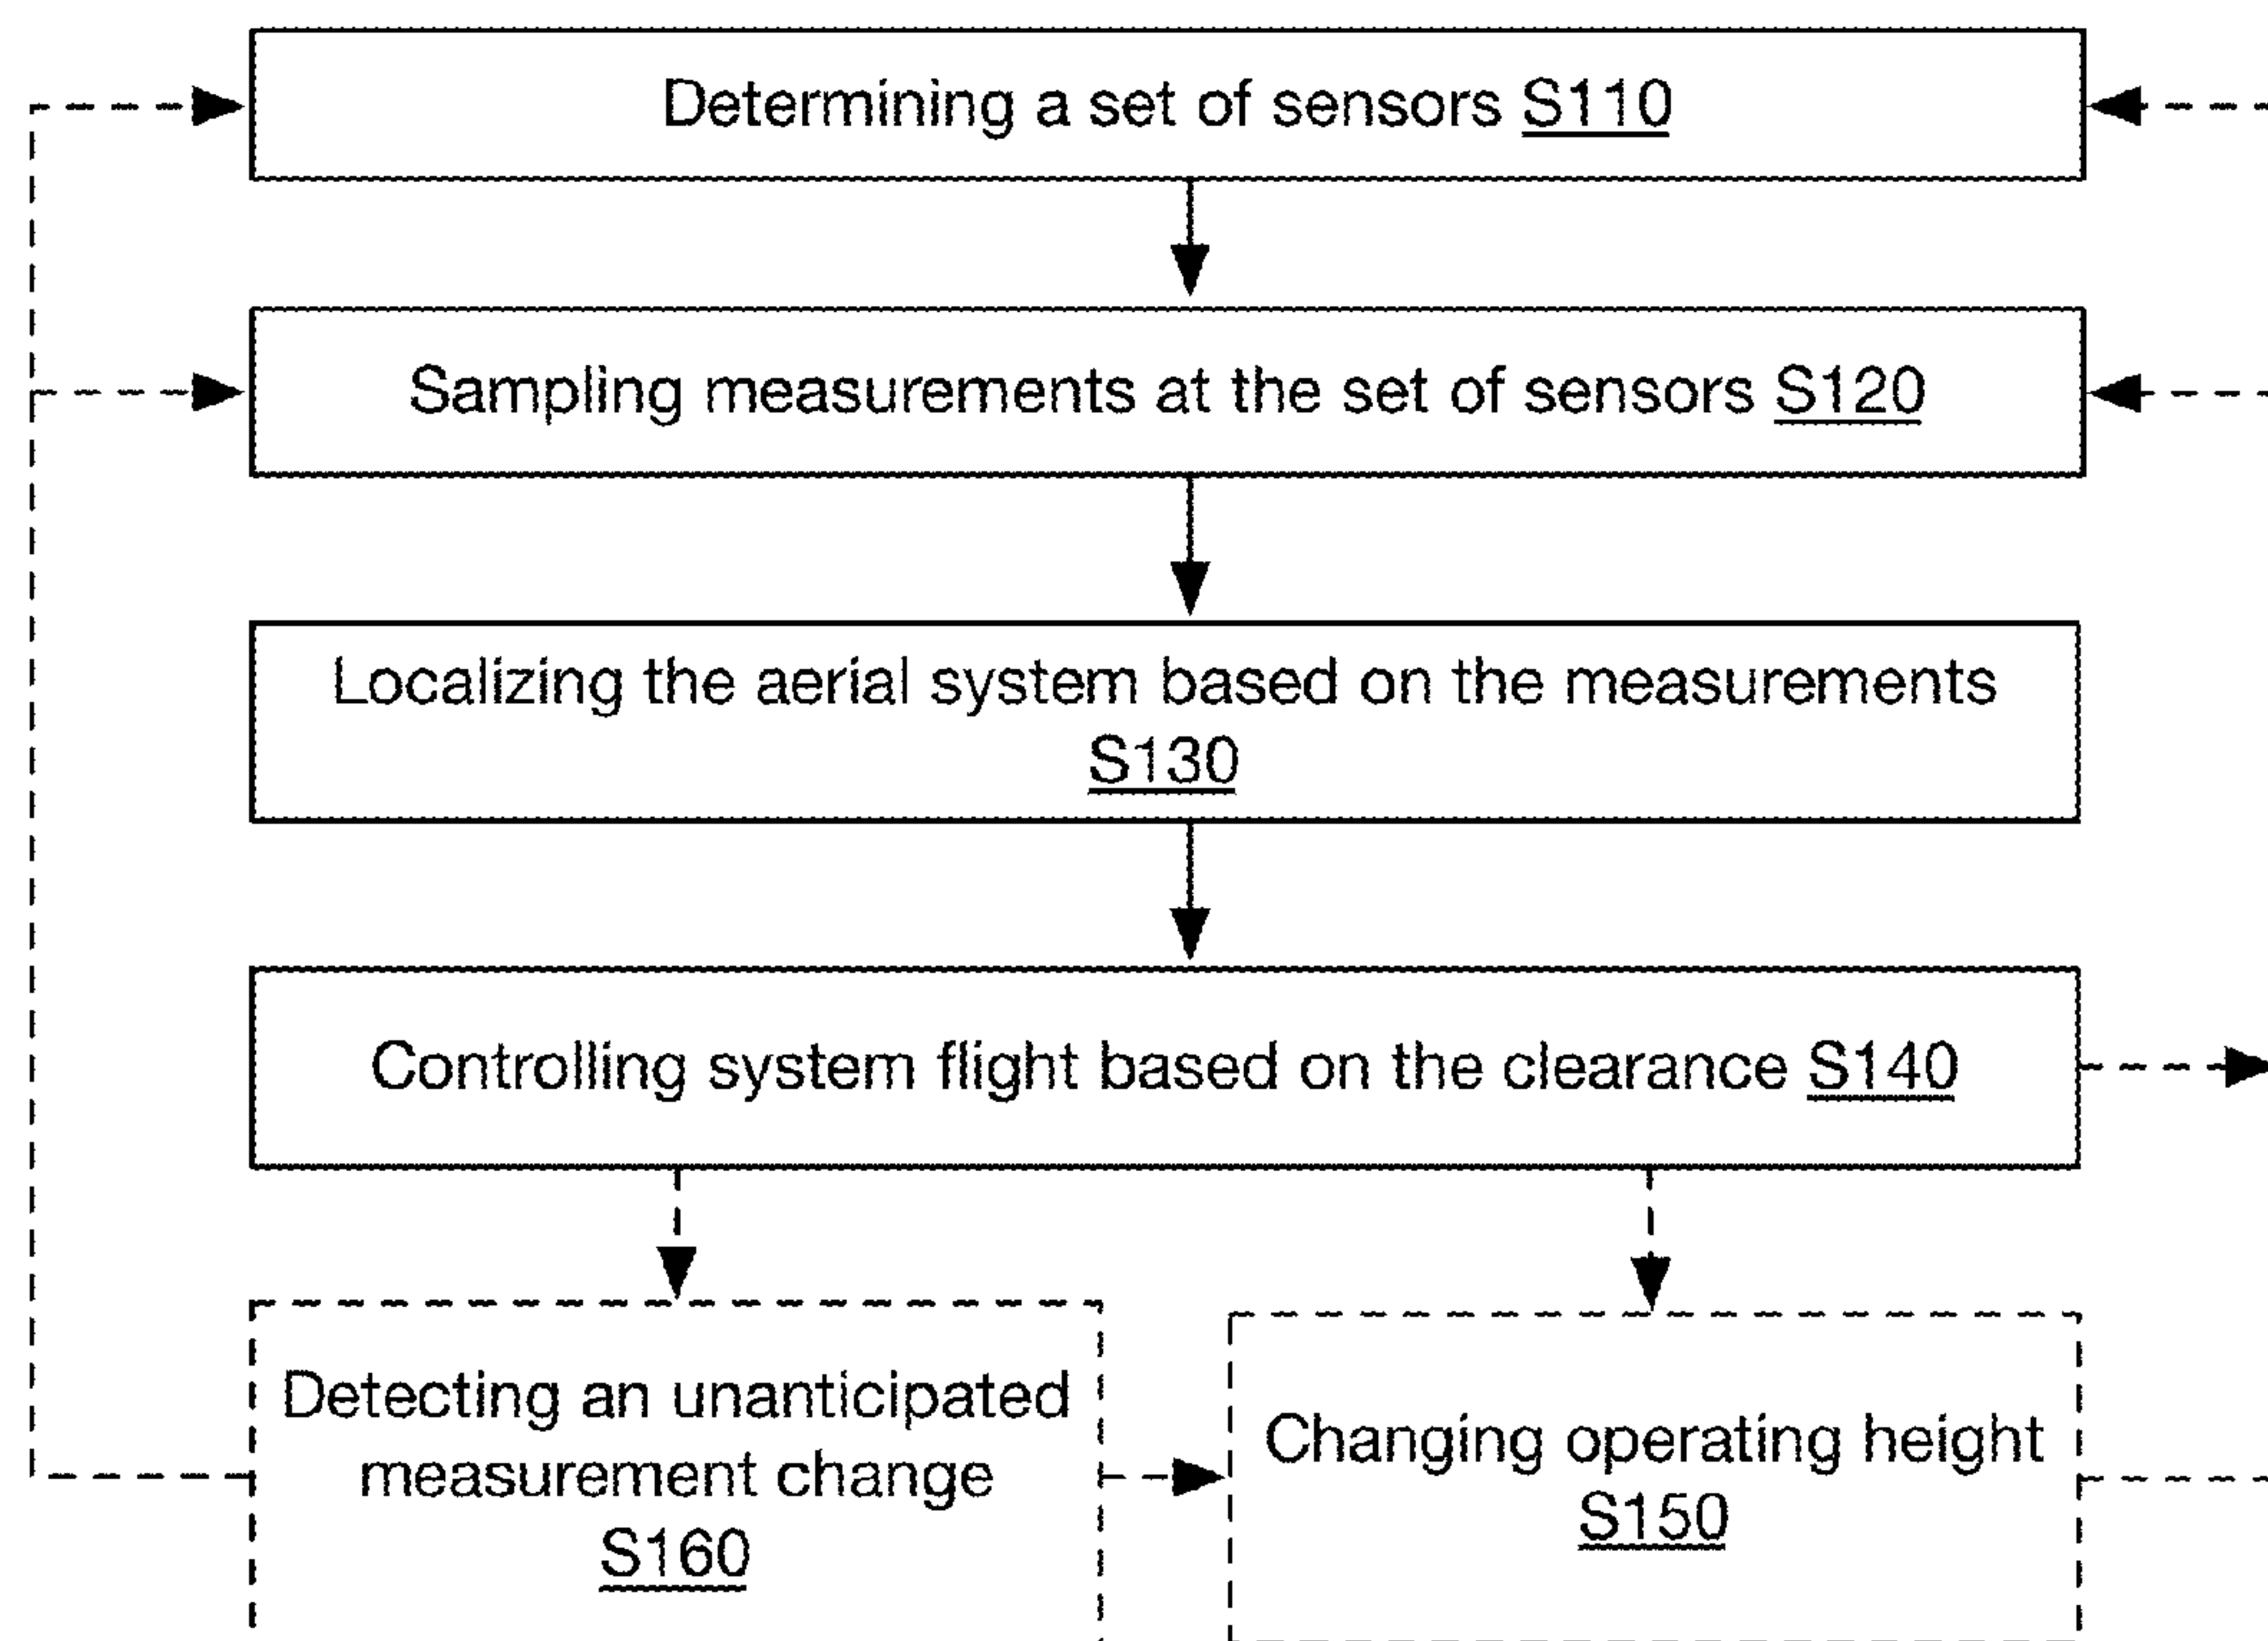 Determining a set of sensors S110
Sampling measurements at the set of sensors S120
Localizing the aerial system based on the measurements
S130
Controlling system flight based on the clearance S140
Detecting an unanticipated
measurement change
S160
Changing operating height
S150